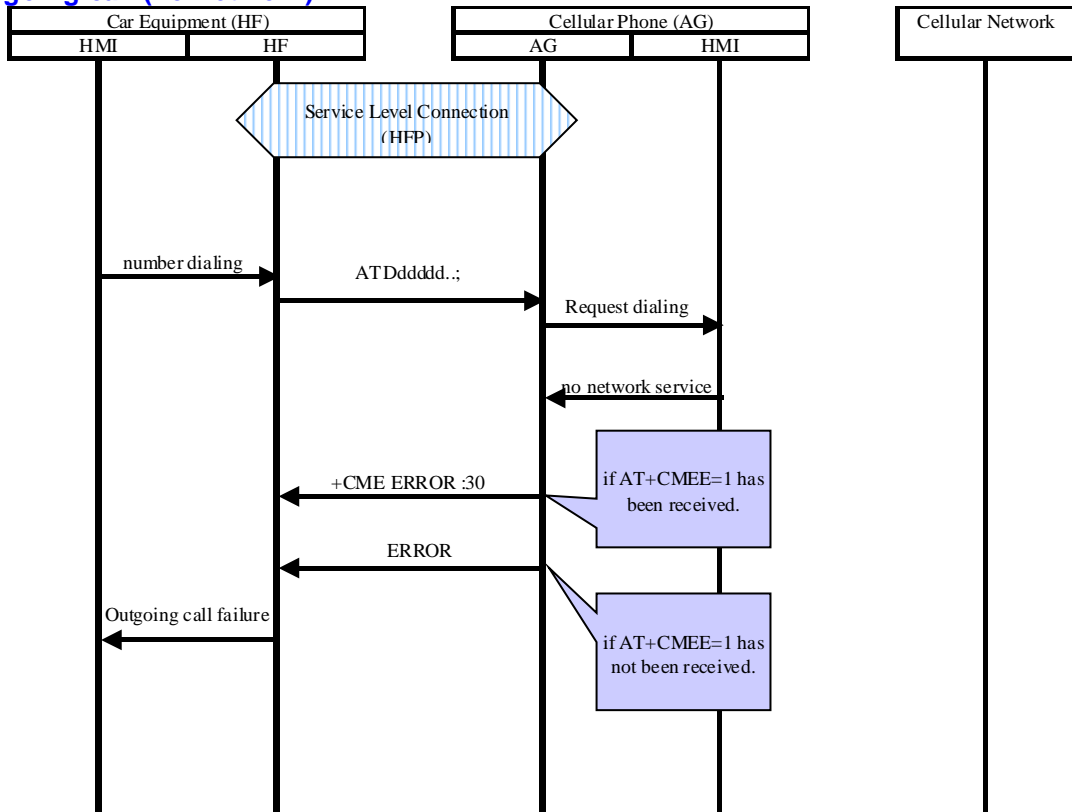 Car Equipment (HF)
Cellular Phone (AG)
Cellular Network
HMI
HF
AG
HMI
Service Level Connection
(HFP)
number dialing
ATDddddd..;
Request dialing
no network service
if AT+CMEE=1 has
been received.
+CME ERROR :30
ERROR
Outgoing call failure
if AT+CMEE=1 has
not been received.